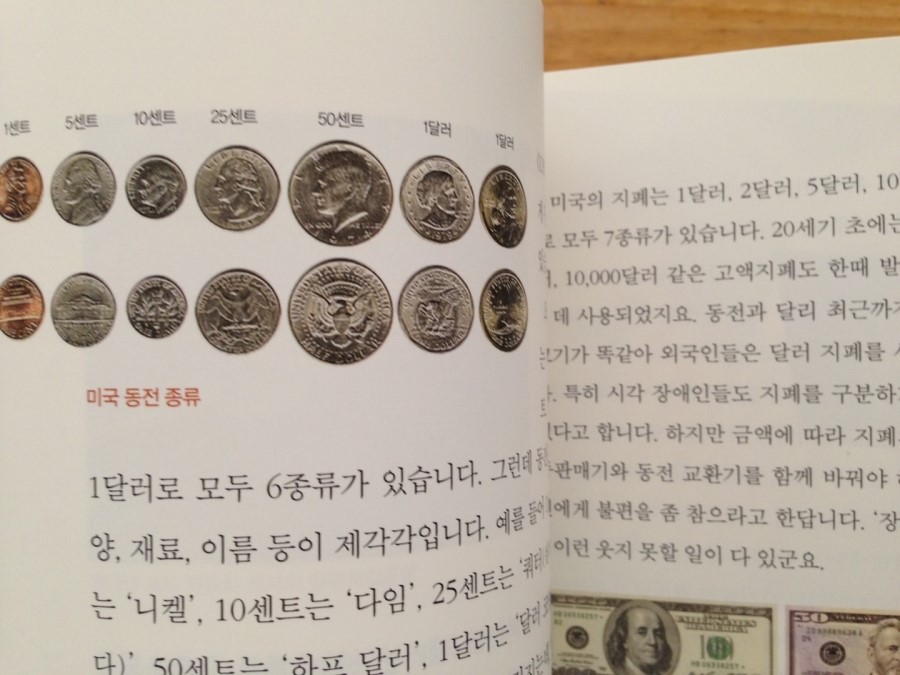 1센트 5센트 10센트 25센트 50센트 1달러 1달러
미국 동전 종류
1달러로 모두 6종류가 있습니다. 그런데
양, 재료, 이름 등이 제각각입니다. 예를 들어
는 ‘니켈’, 10센트는 ‘다임’, 25센트는 ‘쿼터
다)’, 50센트는 ‘하프 달러’, 1달러는 ‘달러
미국의 지폐는 1달러, 2달러, 5달러, 10
로 모두 7종류가 있습니다. 20세기 초에는
10,000달러 같은 고액지폐도 한때 발
데 사용되었지요. 동전과 달리 최근까지
크기가 똑같아 외국인들은 달러 지폐를
특히 시각 장애인들도 지폐를 구분하
다고 합니다. 하지만 금액에 따라 지폐
판매기와 동전 교환기를 함께 바꿔야
에게 불편을 좀 참으라고 한답니다. ‘장
이런 웃지 못할 일이 다 있군요.